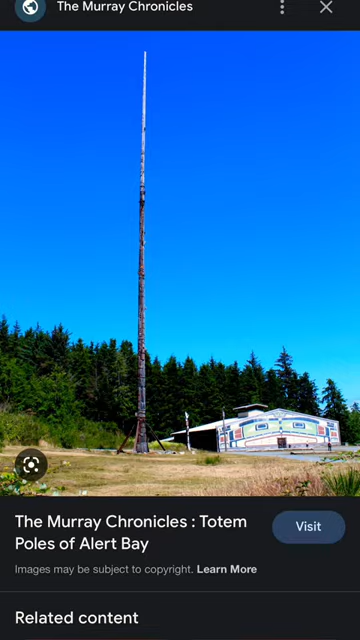 The Murray Chronicles
The Murray Chronicles : Totem
Poles of Alert Bay
Visit
Images may be subject to copyright. Learn More
Related content